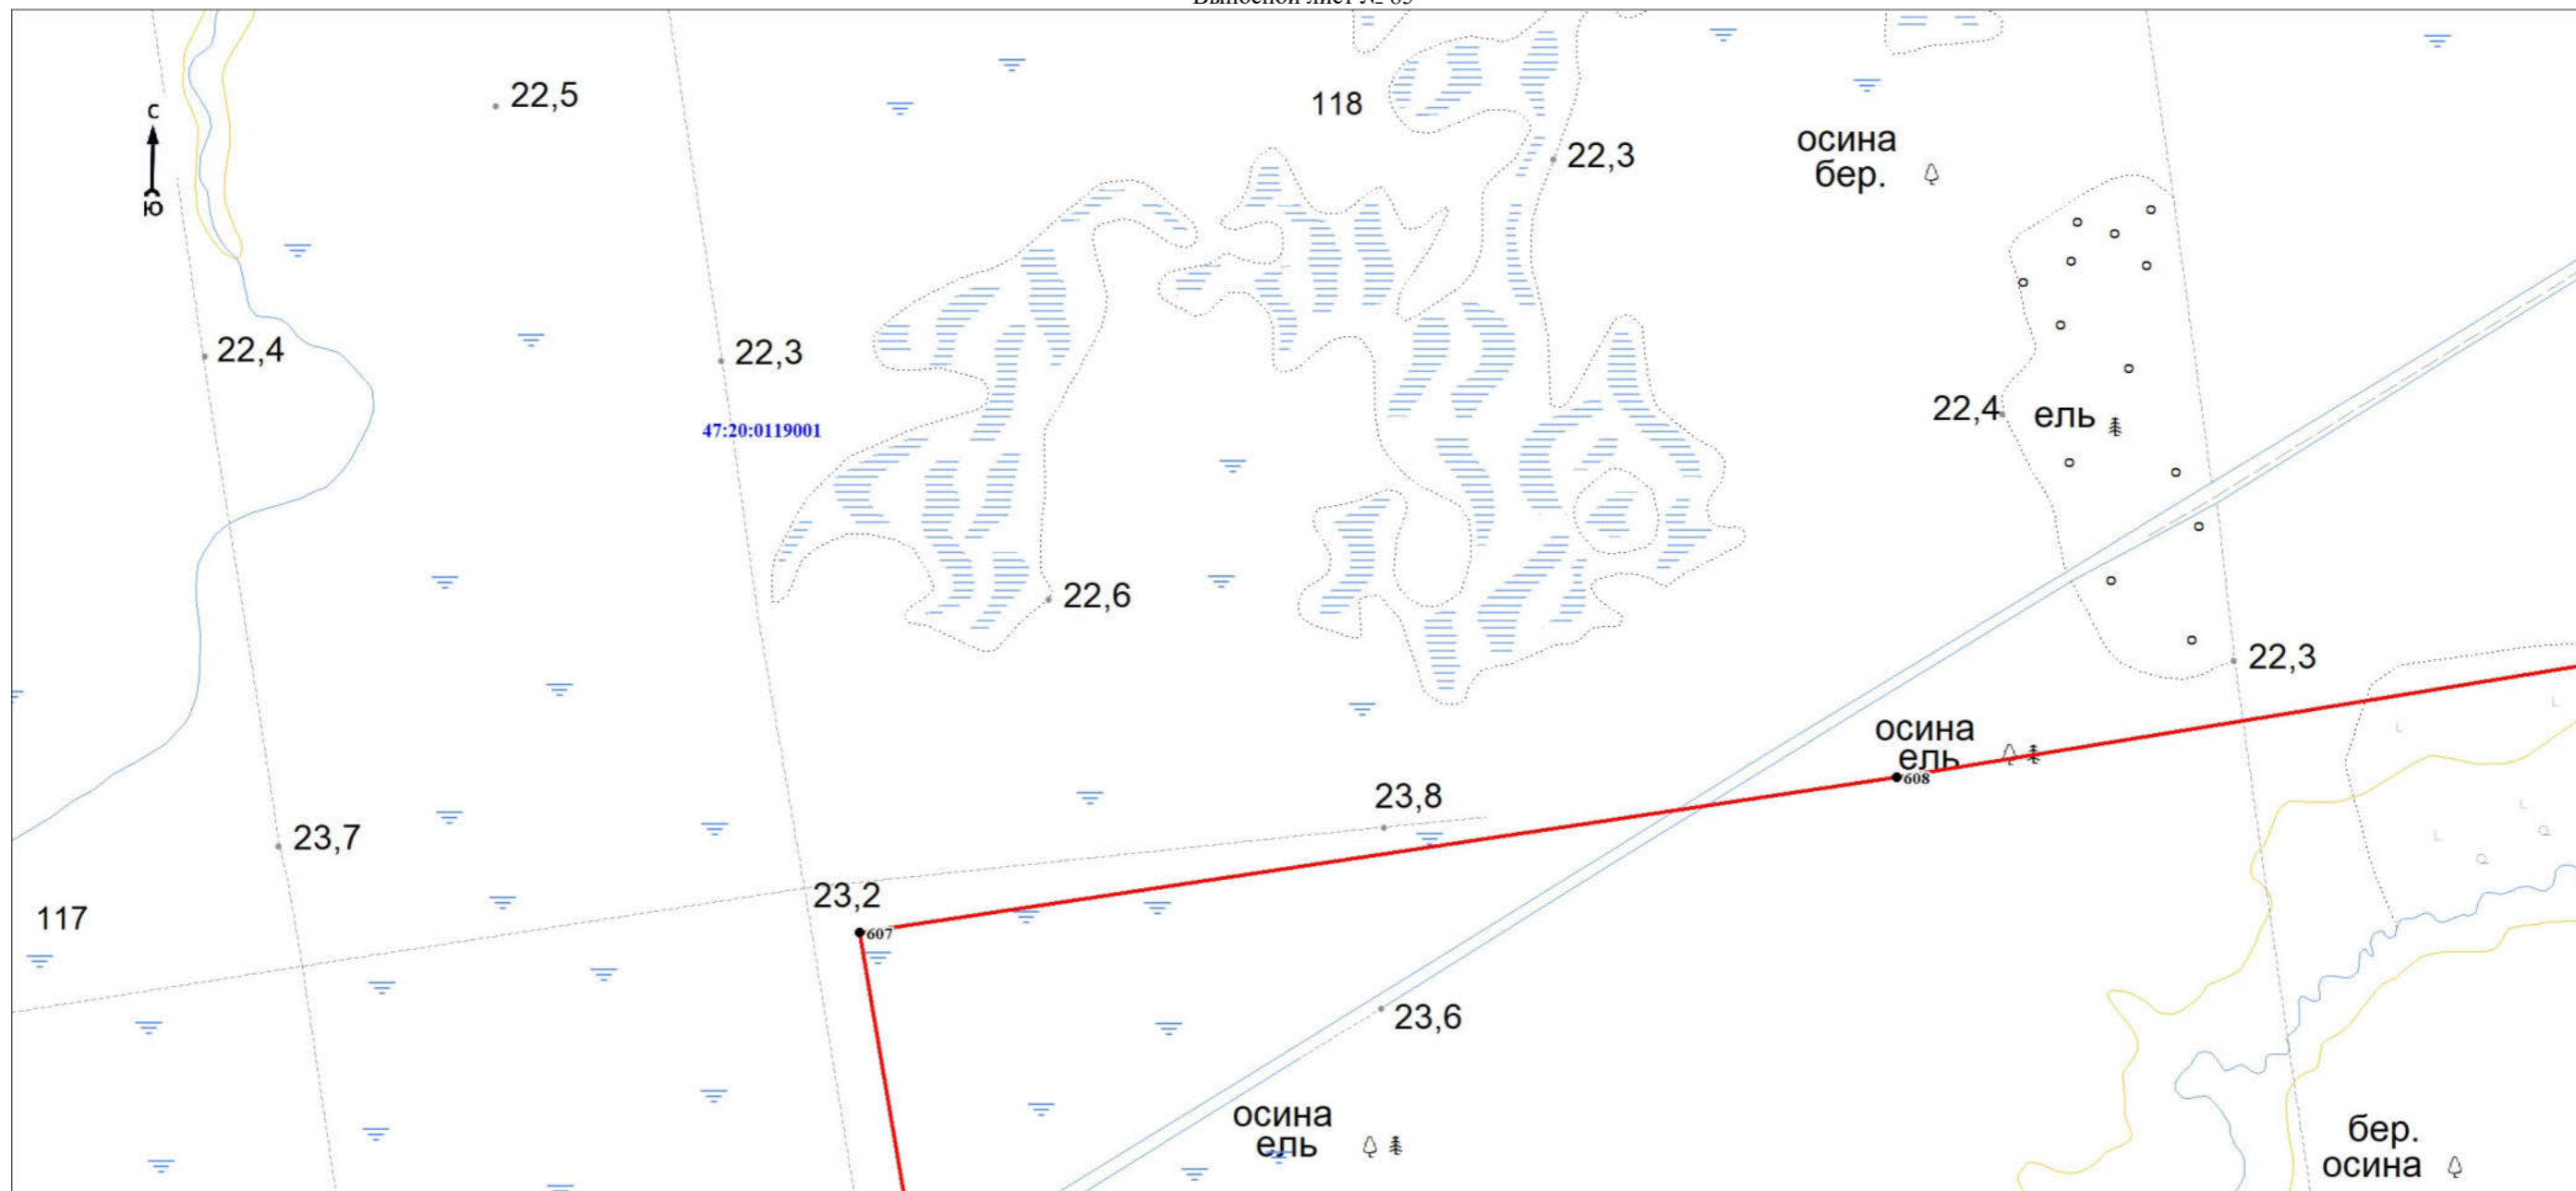 22,5
118
С
Ю
22,3
осина
бер.
22,4
22,3
47:20:0119001
22,4
ель
22,6
22,3
осина
ель
608
23,8
23,7
23,2
607
117
23,6
осина
ель
бер.
осина